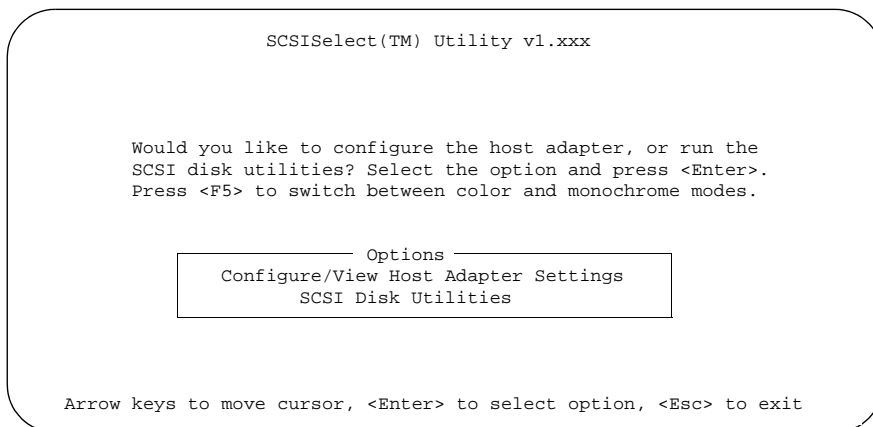 SCSISelect(TM) Utility v1.xxx
Would you like to configure the host adapter, or run the
SCSI disk utilities? Select the option and press <Enter>.
Press <F5> to switch between color and monochrome modes.
Options
Configure/View Host Adapter Settings
SCSI Disk Utilities
Arrow keys to move cursor, <Enter> to select option, <Esc> to exit